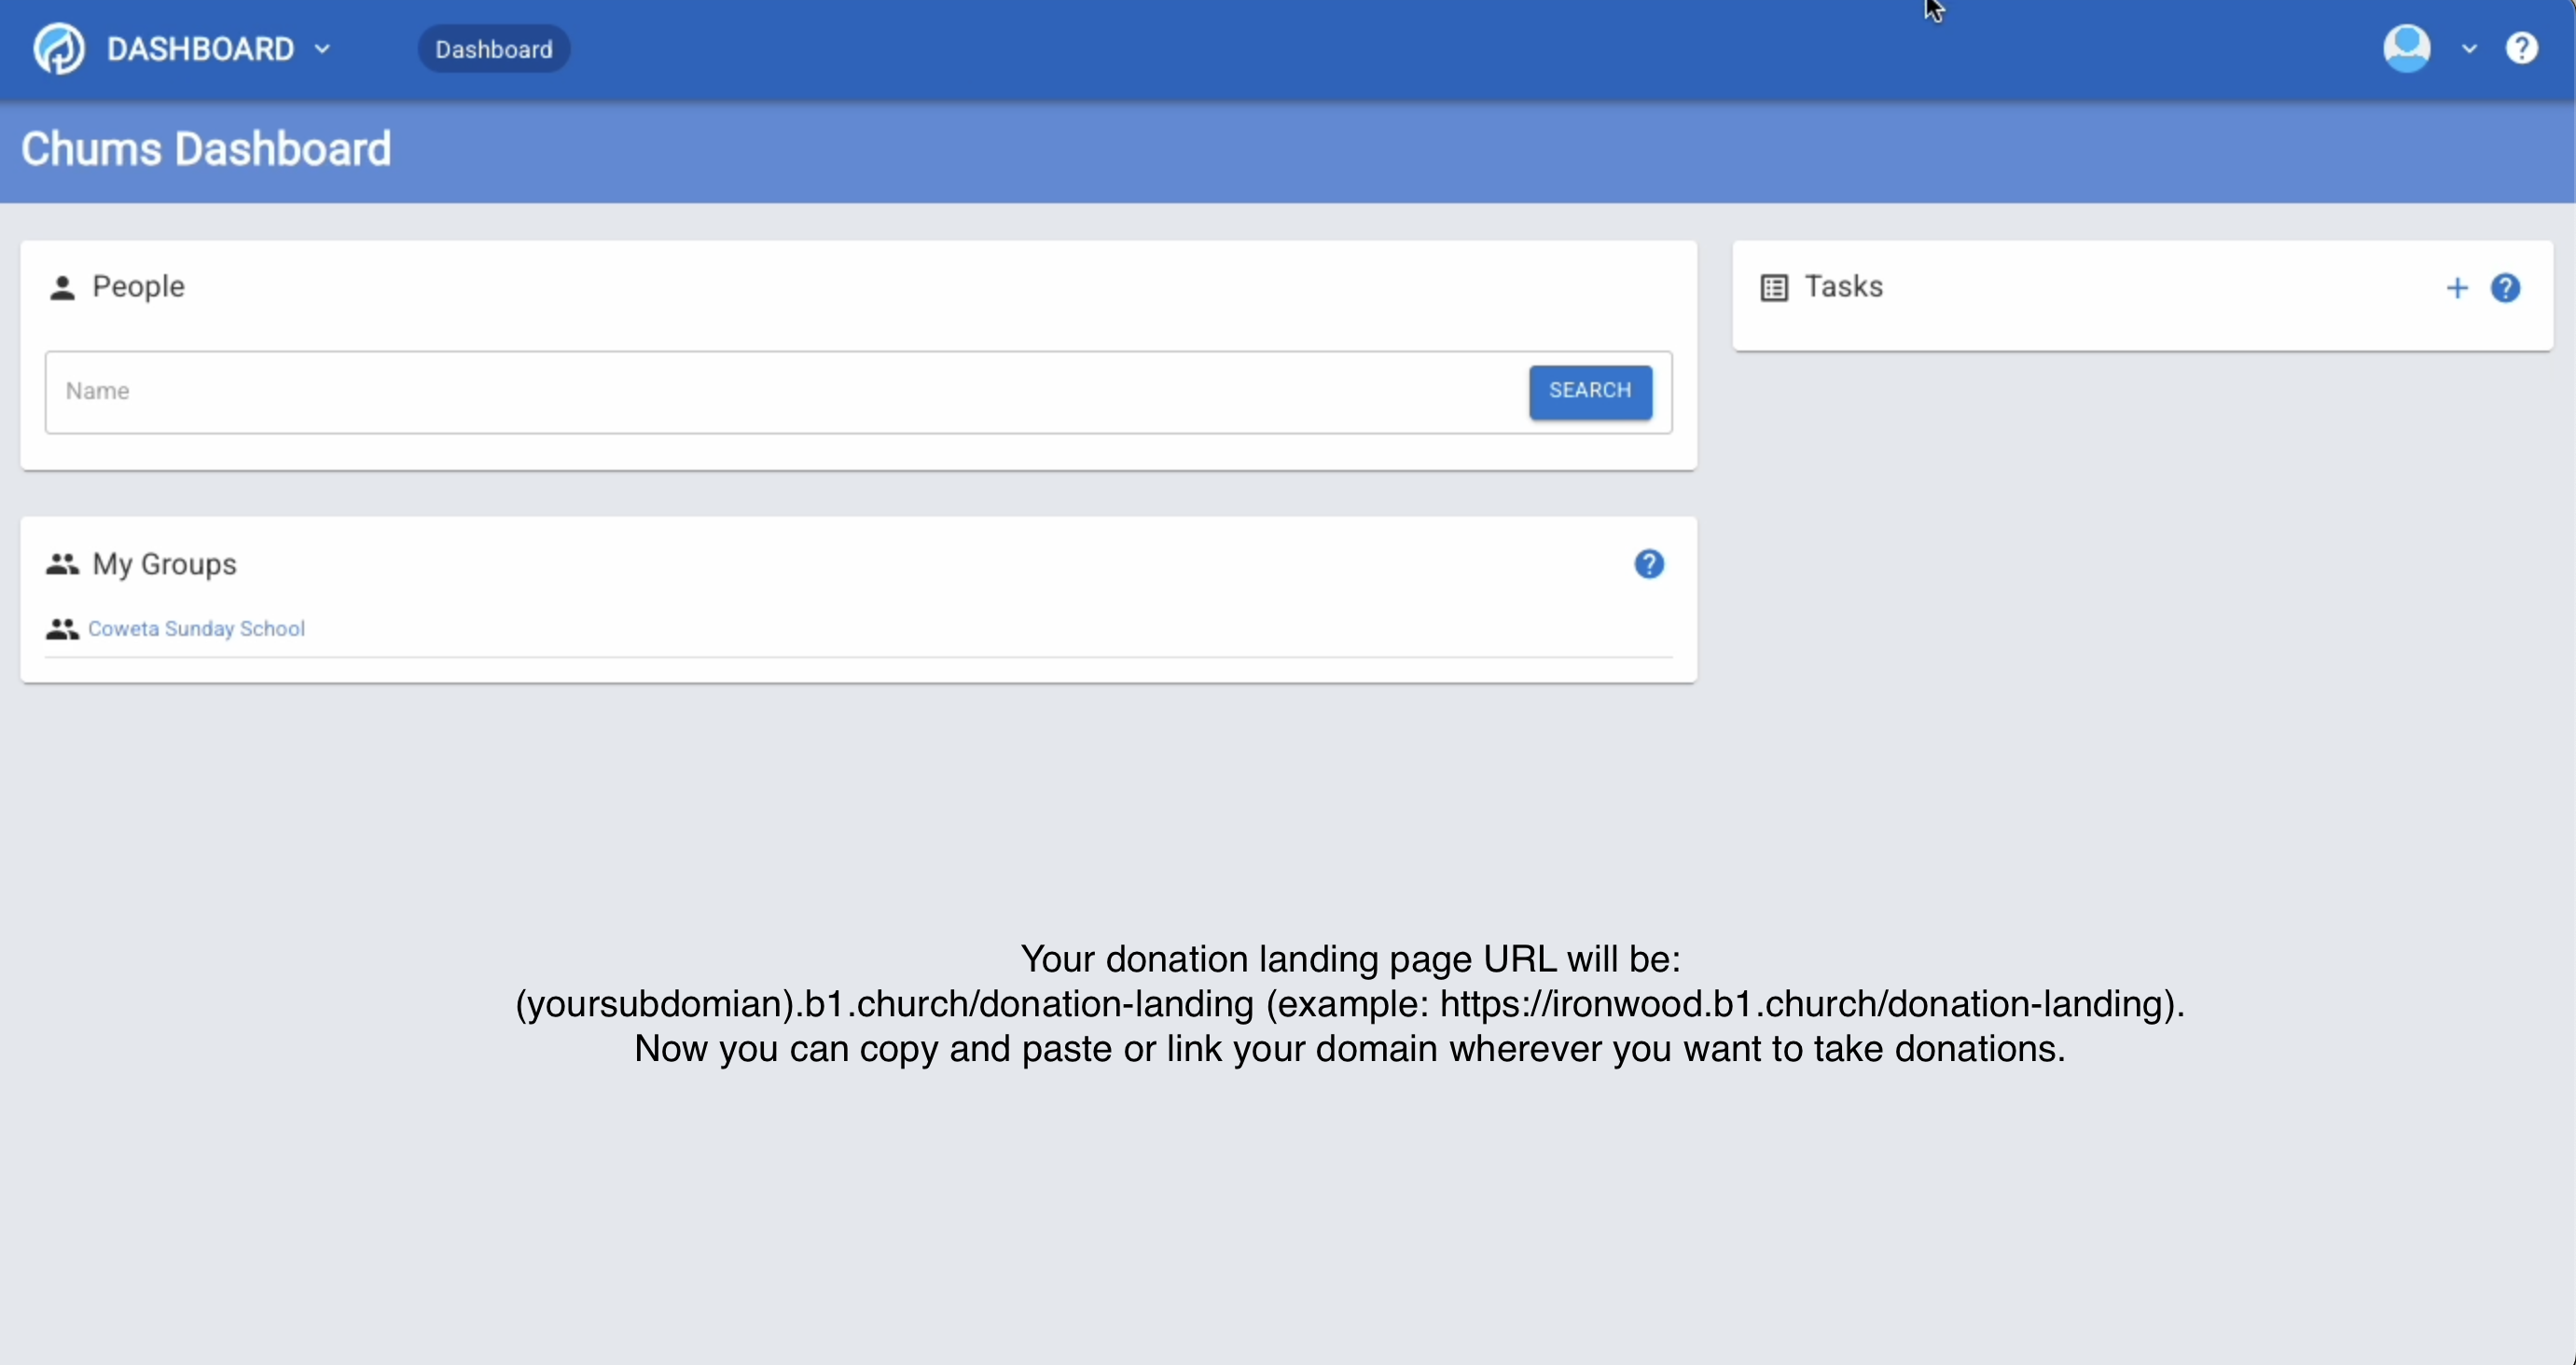 DASHBOARD
Dashboard
Chums Dashboard
People
Name
SEARCH
Tasks
My Groups
Coweta Sunday School
Your donation landing page URL will be:
(yoursubdomian).b1.church/donation-landing (example: https://ironwood.b1.church/donation-landing).
Now you can copy and paste or link your domain wherever you want to take donations.